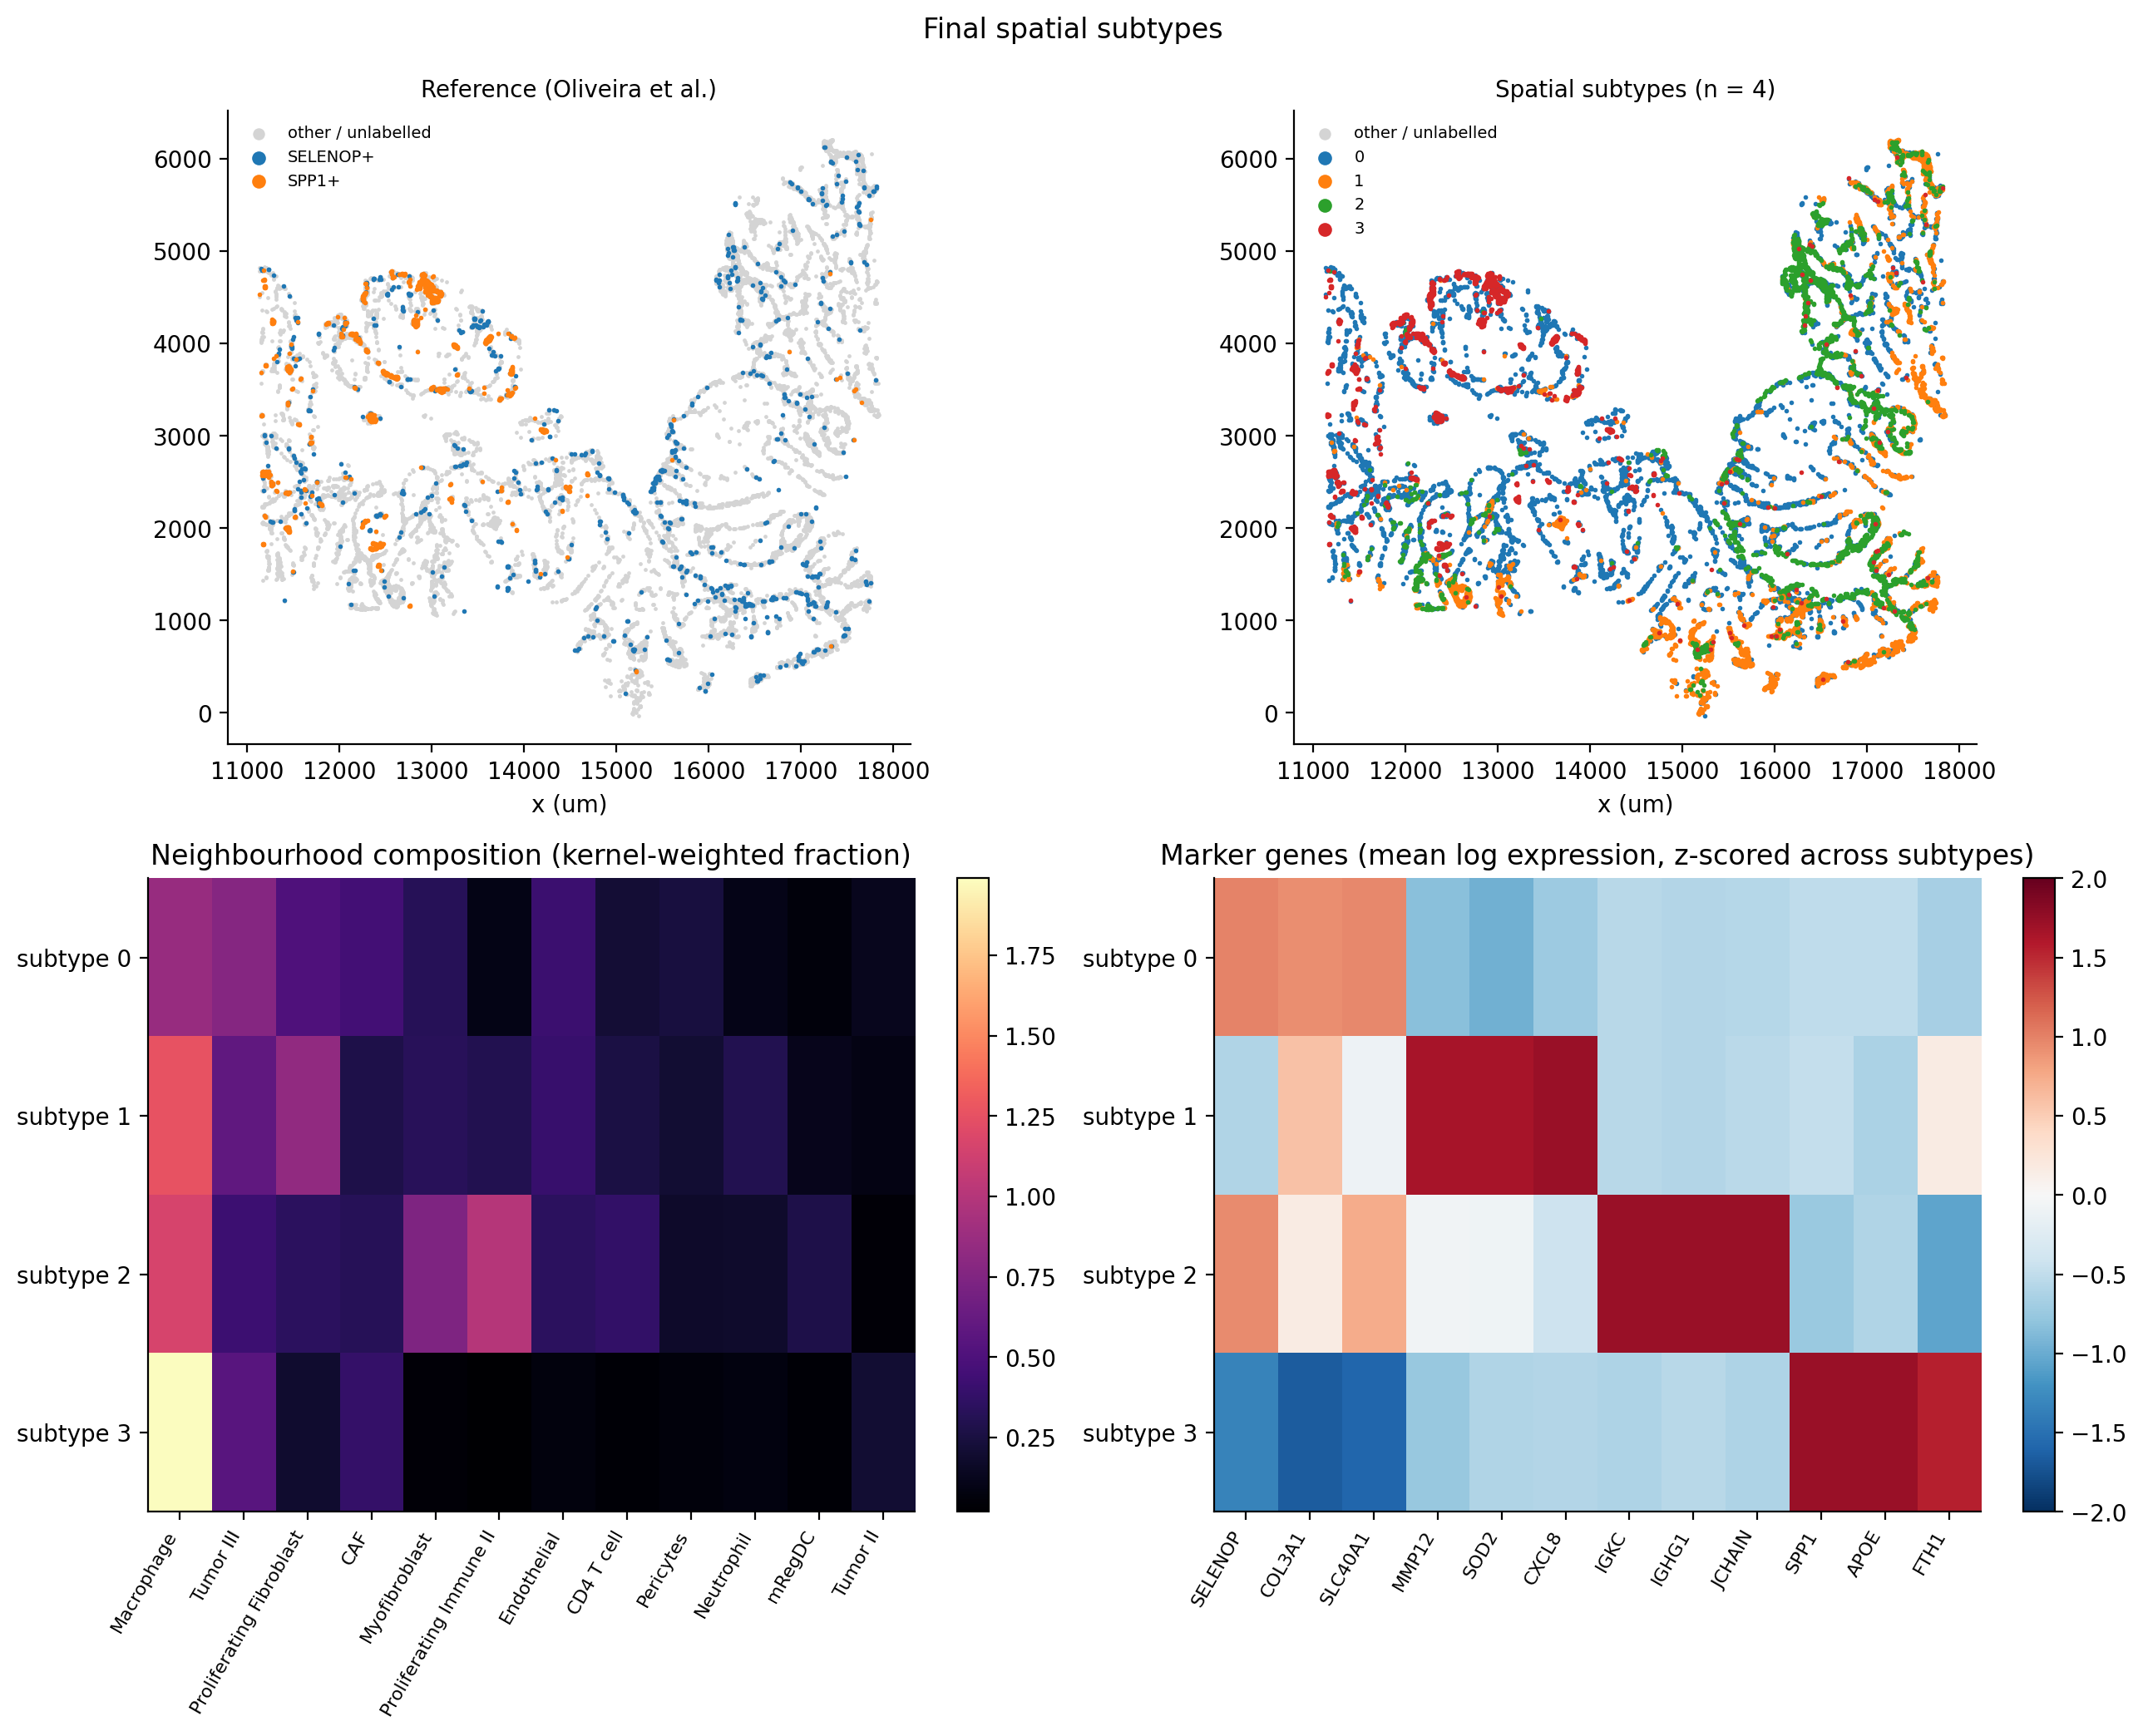 Final spatial subtypes
Reference (Oliveira et al.)
other / unlabelled
SELENOP+
SPP1+
6000
5000
4000
3000
2000
1000
0
11000 12000 13000 14000 15000 16000 17000 18000
x (um)
Spatial subtypes (n = 4)
other / unlabelled
0
1
2
3
6000
5000
4000
3000
2000
1000
0
11000 12000 13000 14000 15000 16000 17000 18000
x (um)
Neighbourhood composition (kernel-weighted fraction)
subtype 0
subtype 1
subtype 2
subtype 3
Macrophage
Tumor III
Proliferating Fibroblast
CAF
Myofibroblast
Proliferating Immune II
Endothelial
CD4 T cell
Pericytes
Neutrophil
mRegDC
Tumor II
1.75
1.50
1.25
1.00
0.75
0.50
0.25
Marker genes (mean log expression, z-scored across subtypes)
subtype 0
subtype 1
subtype 2
subtype 3
SELENOP
COL3A1
SLC40A1
MMP12
SOD2
CXCL8
IGKC
IGHG1
JCHAIN
SPP1
APOE
FTH1
2.0
1.5
1.0
0.5
0.0
−0.5
−1.0
−1.5
−2.0